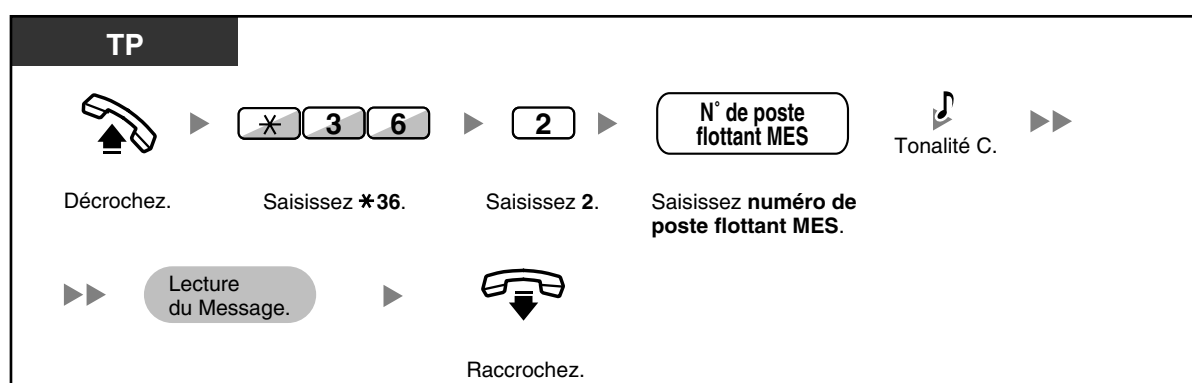 TP
✳ 3 6
2
N° de poste
flottant MES
Tonalité C.
Décrochez.
Saisissez ✳36.
Saisissez 2.
Saisissez numéro de
poste flottant MES.
Lecture
du Message.
Raccrochez.